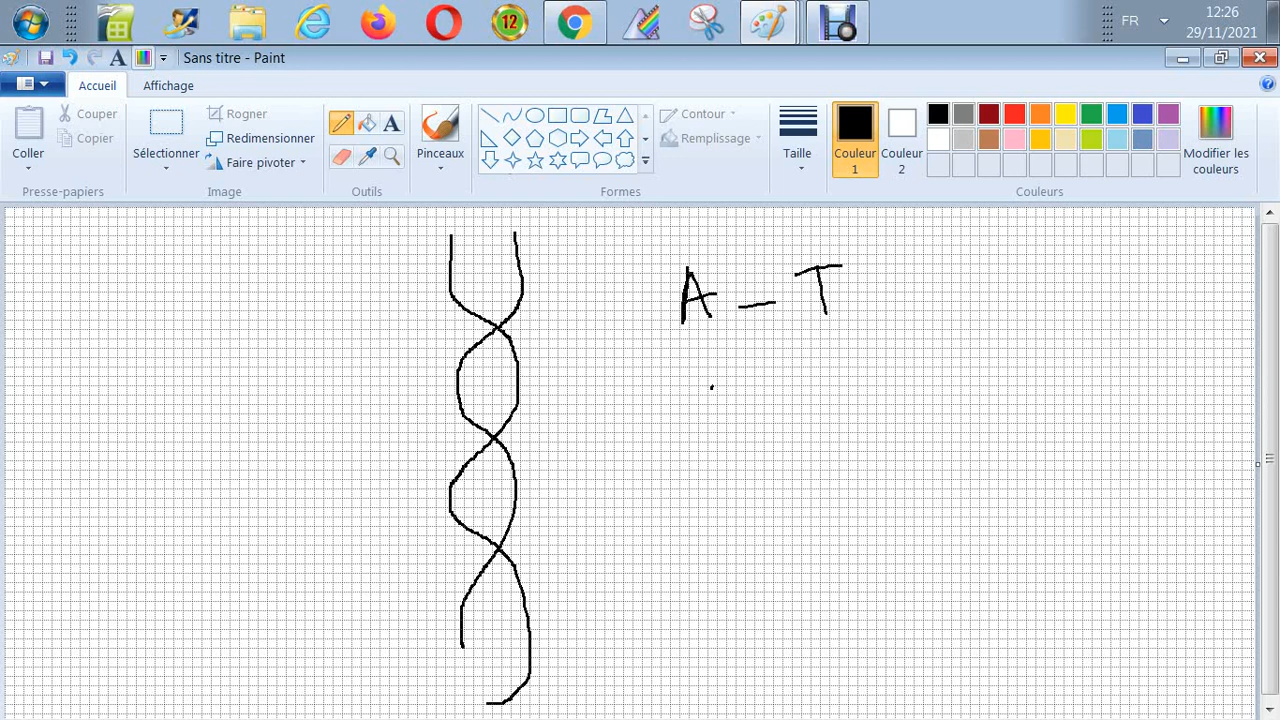 12
FR
12:26
29/11/2021
Sans titre - Paint
Accueil
Affichage
Coller
Couper
Copier
Presse-papiers
Sélectionner
Rogner
Redimensionner
Faire pivoter
Image
Outils
Pinceaux
Contour
Remplissage
Formes
Taille
Couleur 1
Couleur 2
Modifier les couleurs
Couleurs
A
A - T